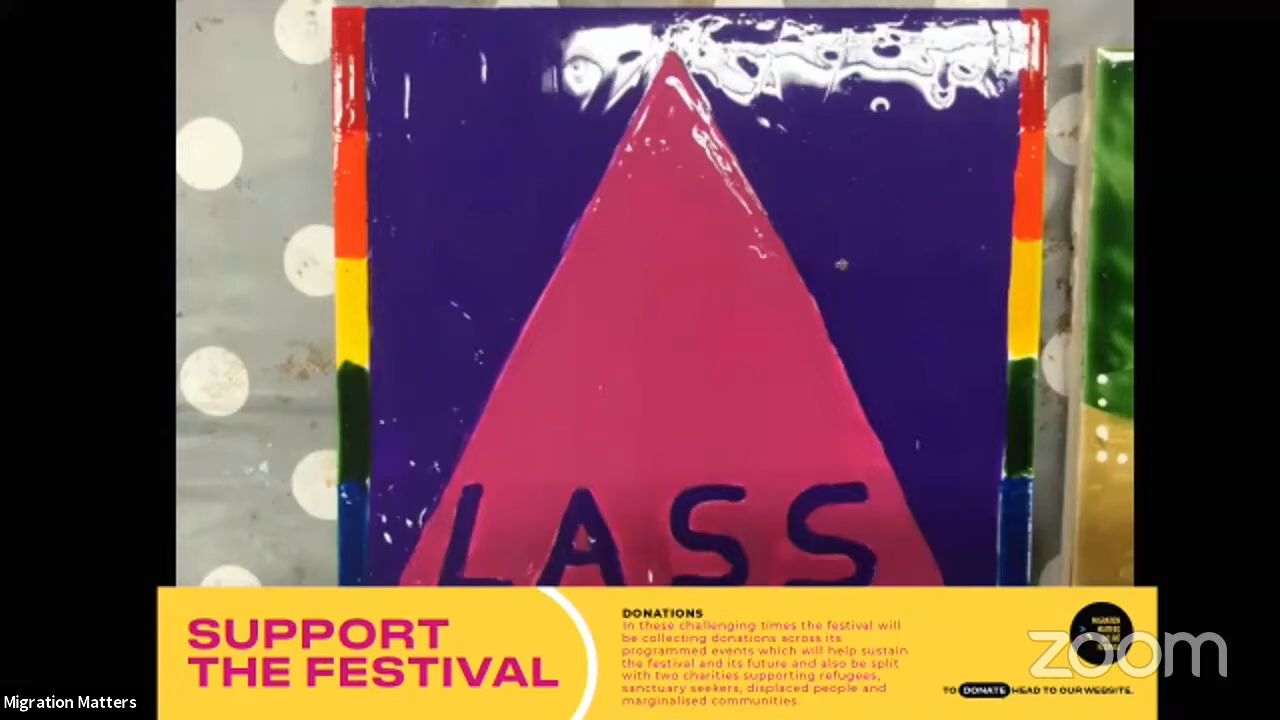 LASS
SUPPORT
THE FESTIVAL
DONATIONS
In these challenging times the festival will
be collecting donations across its
programmed events which will help sustain
the festival and its future and also be split
with two charities supporting refugees,
sanctuary seekers, displaced people and
marginalised communities.
MIGRATION
MATTERS
TO DONATE HEAD TO OUR WEBSITE.
zoom
Migration Matters